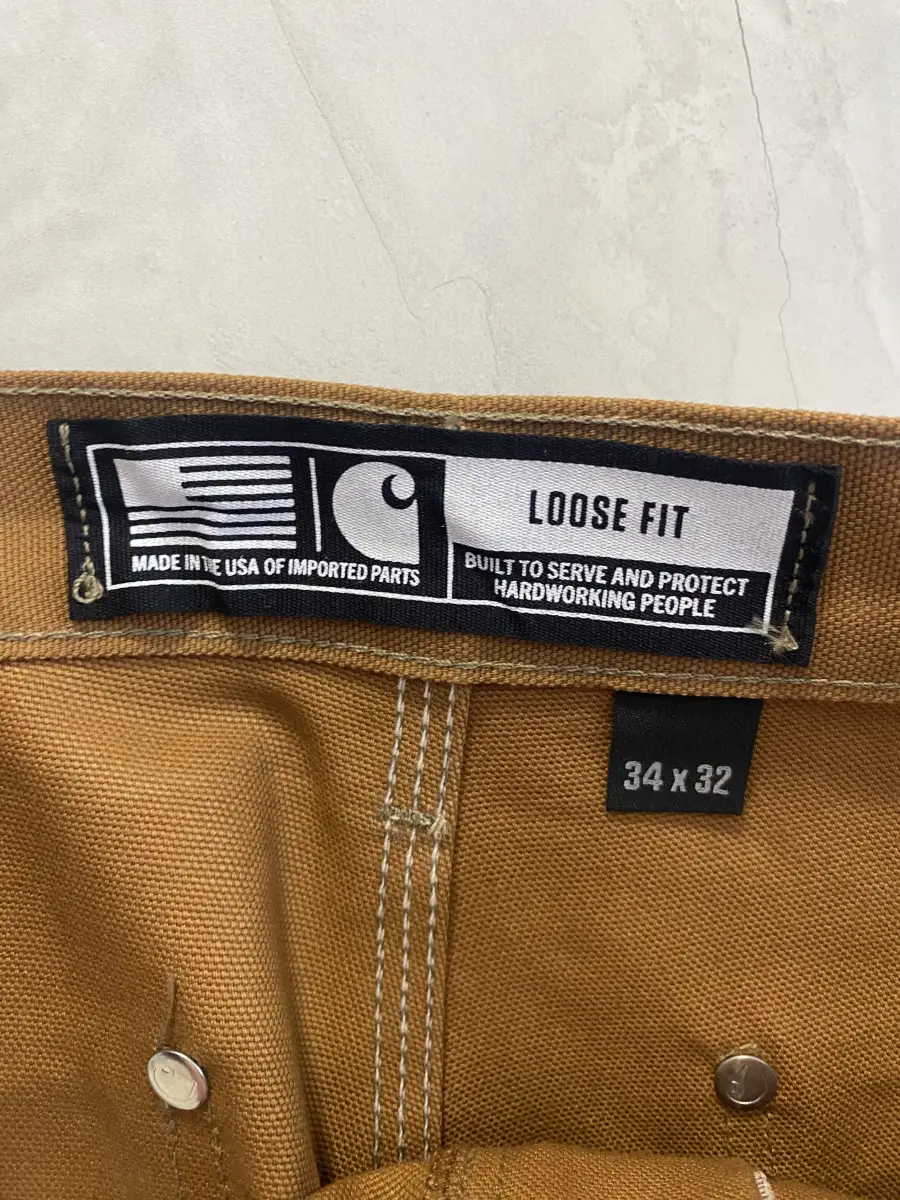 LOOSE FIT
MADE IN THE USA OF IMPORTED PARTS
BUILT TO SERVE AND PROTECT
HARDWORKING PEOPLE
34 x 32